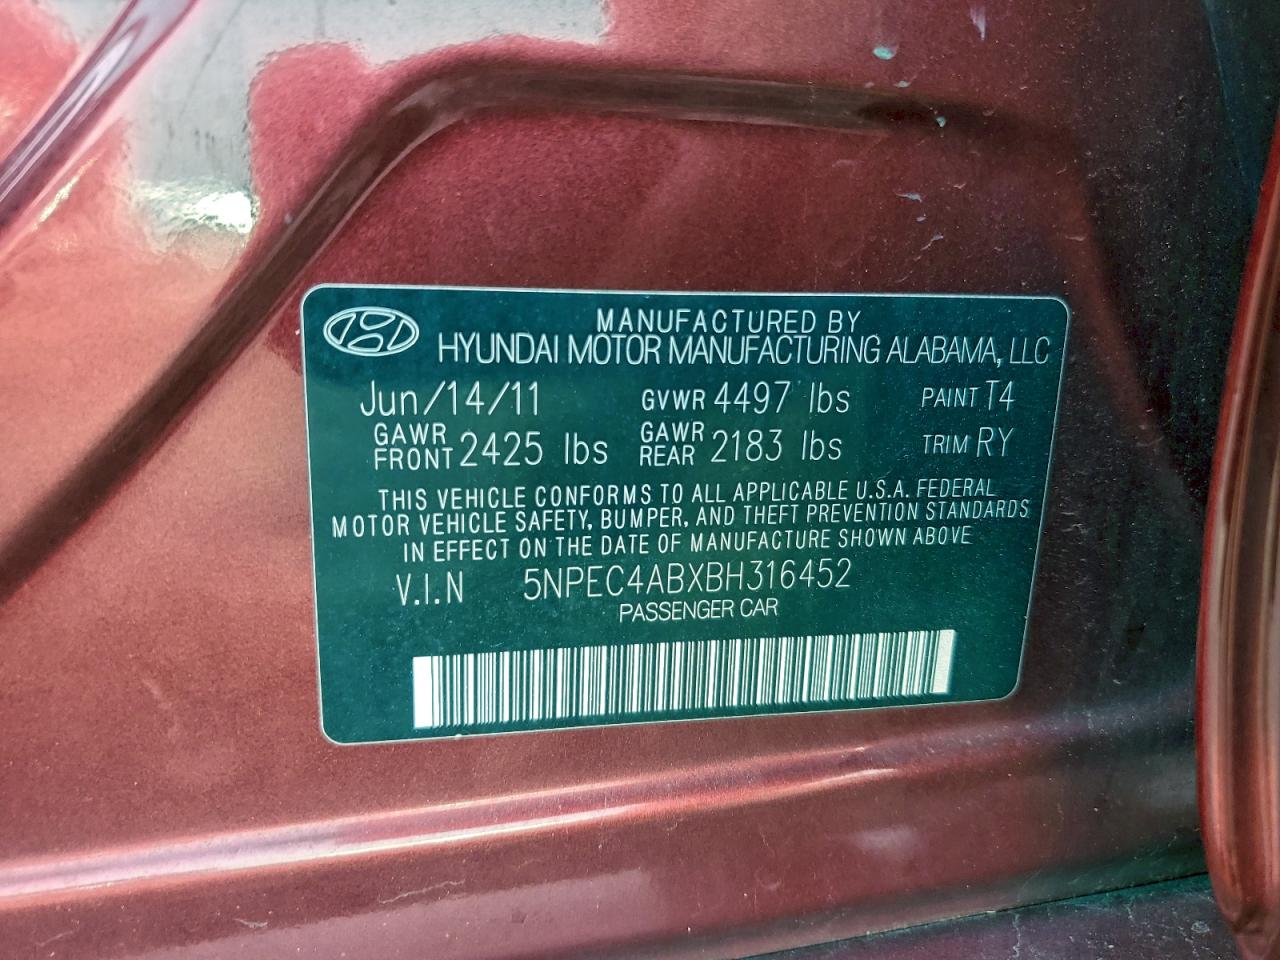 MANUFACTURED BY
HYUNDAI MOTOR MANUFACTURING ALABAMA, LLC
Jun/14/11 GVWR 4497 lbs PAINT T4
GAWR FRONT 2425 lbs GAWR REAR 2183 lbs TRIM RY
THIS VEHICLE CONFORMS TO ALL APPLICABLE U.S.A. FEDERAL
MOTOR VEHICLE SAFETY, BUMPER, AND THEFT PREVENTION STANDARDS
IN EFFECT ON THE DATE OF MANUFACTURE SHOWN ABOVE
V.I.N 5NPEC4ABXBH316452
PASSENGER CAR